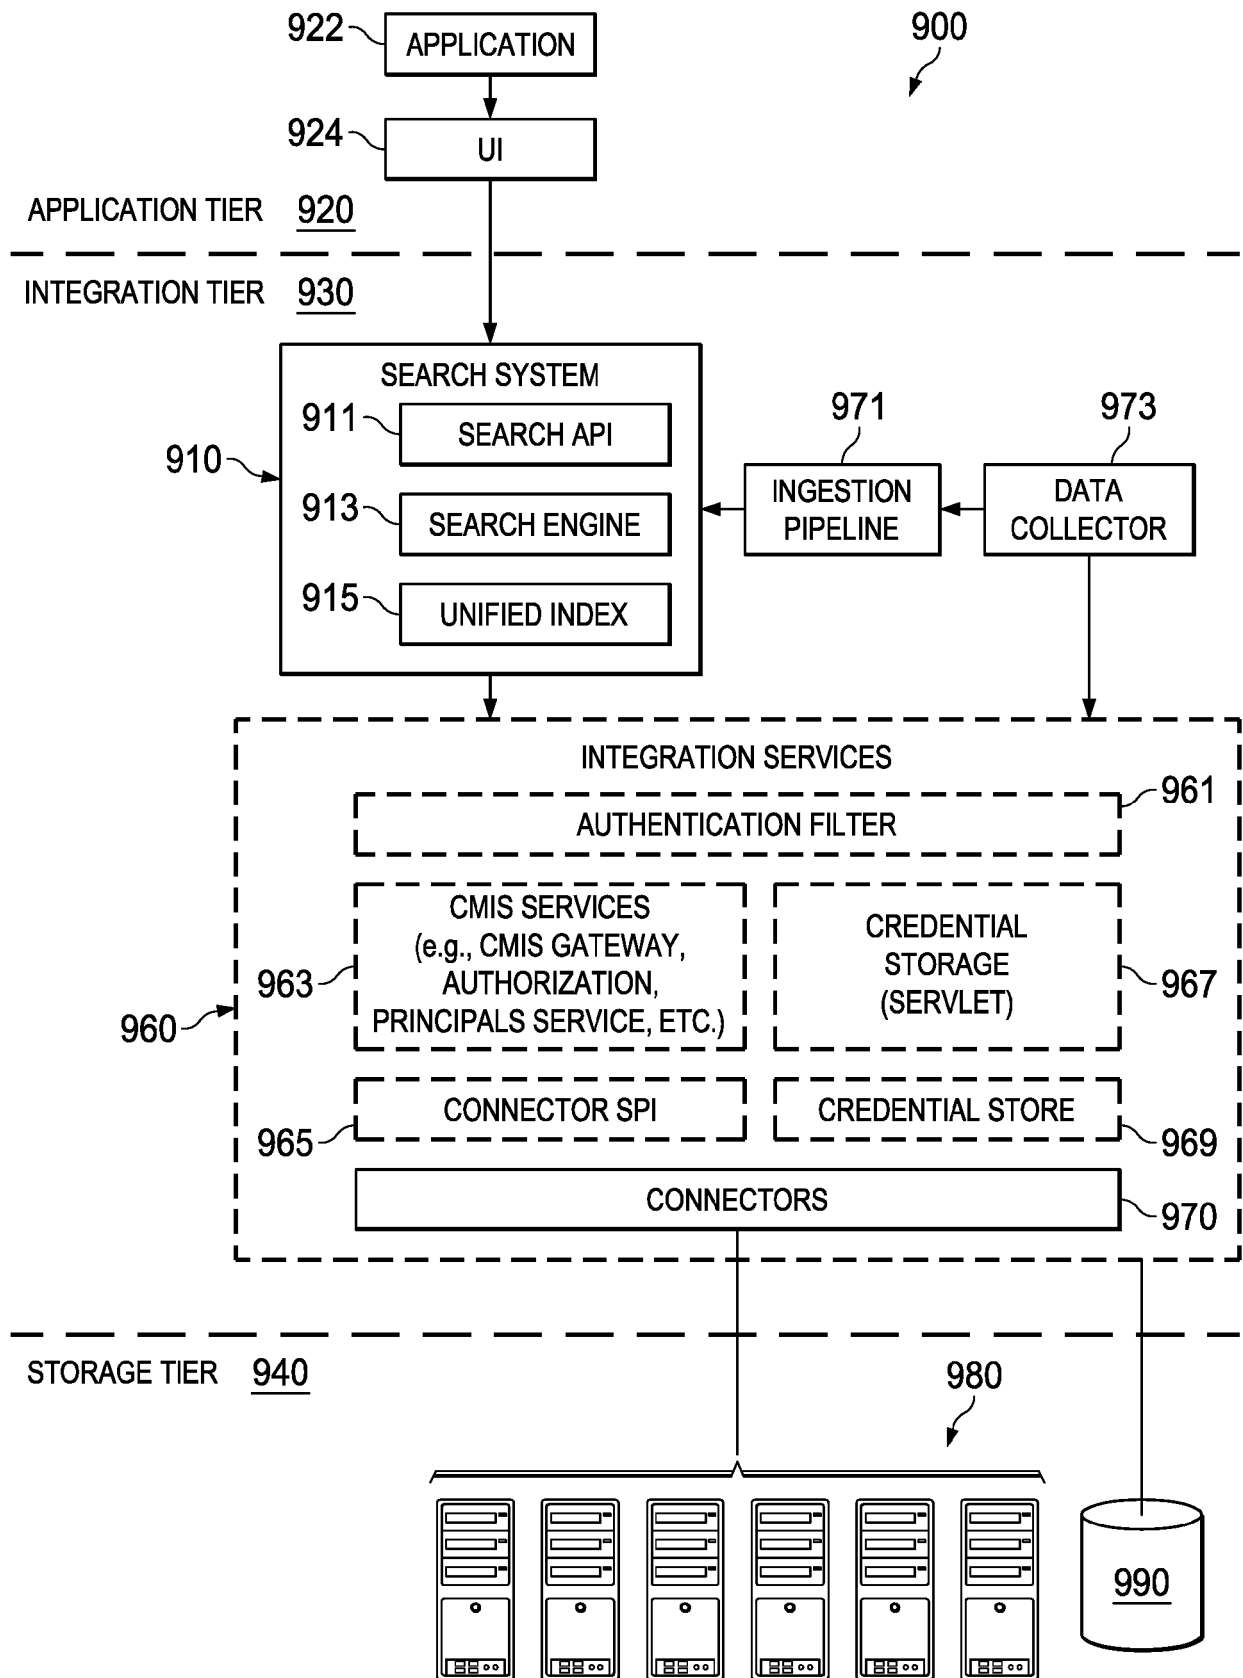 922
APPLICATION
900
924
UI
APPLICATION TIER 920
INTEGRATION TIER 930
SEARCH SYSTEM
911
SEARCH API
910
913
SEARCH ENGINE
915
UNIFIED INDEX
971
INGESTION
PIPELINE
973
DATA
COLLECTOR
INTEGRATION SERVICES
961
AUTHENTICATION FILTER
963
CMIS SERVICES
(e.g., CMIS GATEWAY,
AUTHORIZATION,
PRINCIPALS SERVICE, ETC.)
CREDENTIAL
STORAGE
(SERVLET)
967
960
965
CONNECTOR SPI
CREDENTIAL STORE
969
CONNECTORS
970
STORAGE TIER 940
980
990